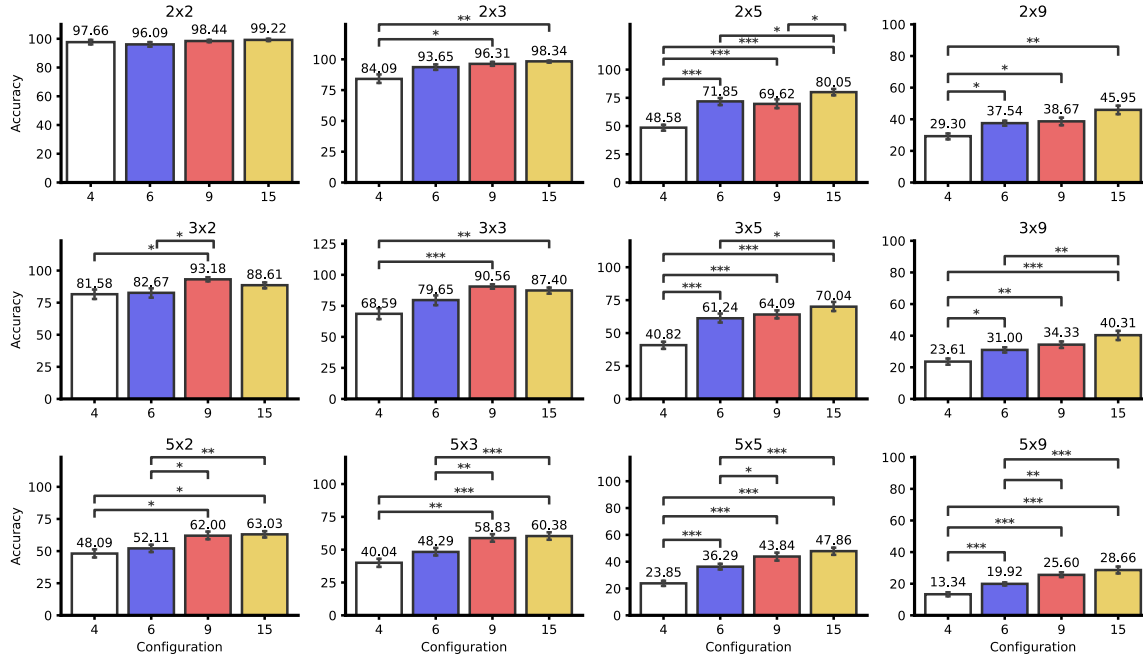 2x2
97.66 96.09 98.44 99.22
Accuracy
100
80
60
40
20
0
4 6 9 15
2x3
**
*
84.09 93.65 96.31 98.34
100
75
50
25
0
4 6 9 15
2x5
*
*
***
***
***
48.58 71.85 69.62 80.05
100
75
50
25
0
4 6 9 15
2x9
**
*
*
29.30 37.54 38.67 45.95
100
80
60
40
20
0
4 6 9 15
3x2
*
*
81.58 82.67 93.18 88.61
Accuracy
100
75
50
25
0
4 6 9 15
3x3
**
***
68.59 79.65 90.56 87.40
125
100
75
50
25
0
4 6 9 15
3x5
*
***
***
***
40.82 61.24 64.09 70.04
100
50
0
75
25
4 6 9 15
3x9
**
***
**
*
23.61 31.00 34.33 40.31
100
80
60
40
20
0
4 6 9 15
5x2
**
*
*
*
48.09 52.11 62.00 63.03
Accuracy
100
75
50
25
0
4 6 9 15
Configuration
5x3
***
**
***
**
40.04 48.29 58.83 60.38
100
75
50
25
0
4 6 9 15
Configuration
5x5
***
*
***
***
***
23.85 36.29 43.84 47.86
100
80
60
40
20
0
4 6 9 15
Configuration
5x9
***
**
***
***
***
13.34 19.92 25.60 28.66
100
80
60
40
20
0
4 6 9 15
Configuration